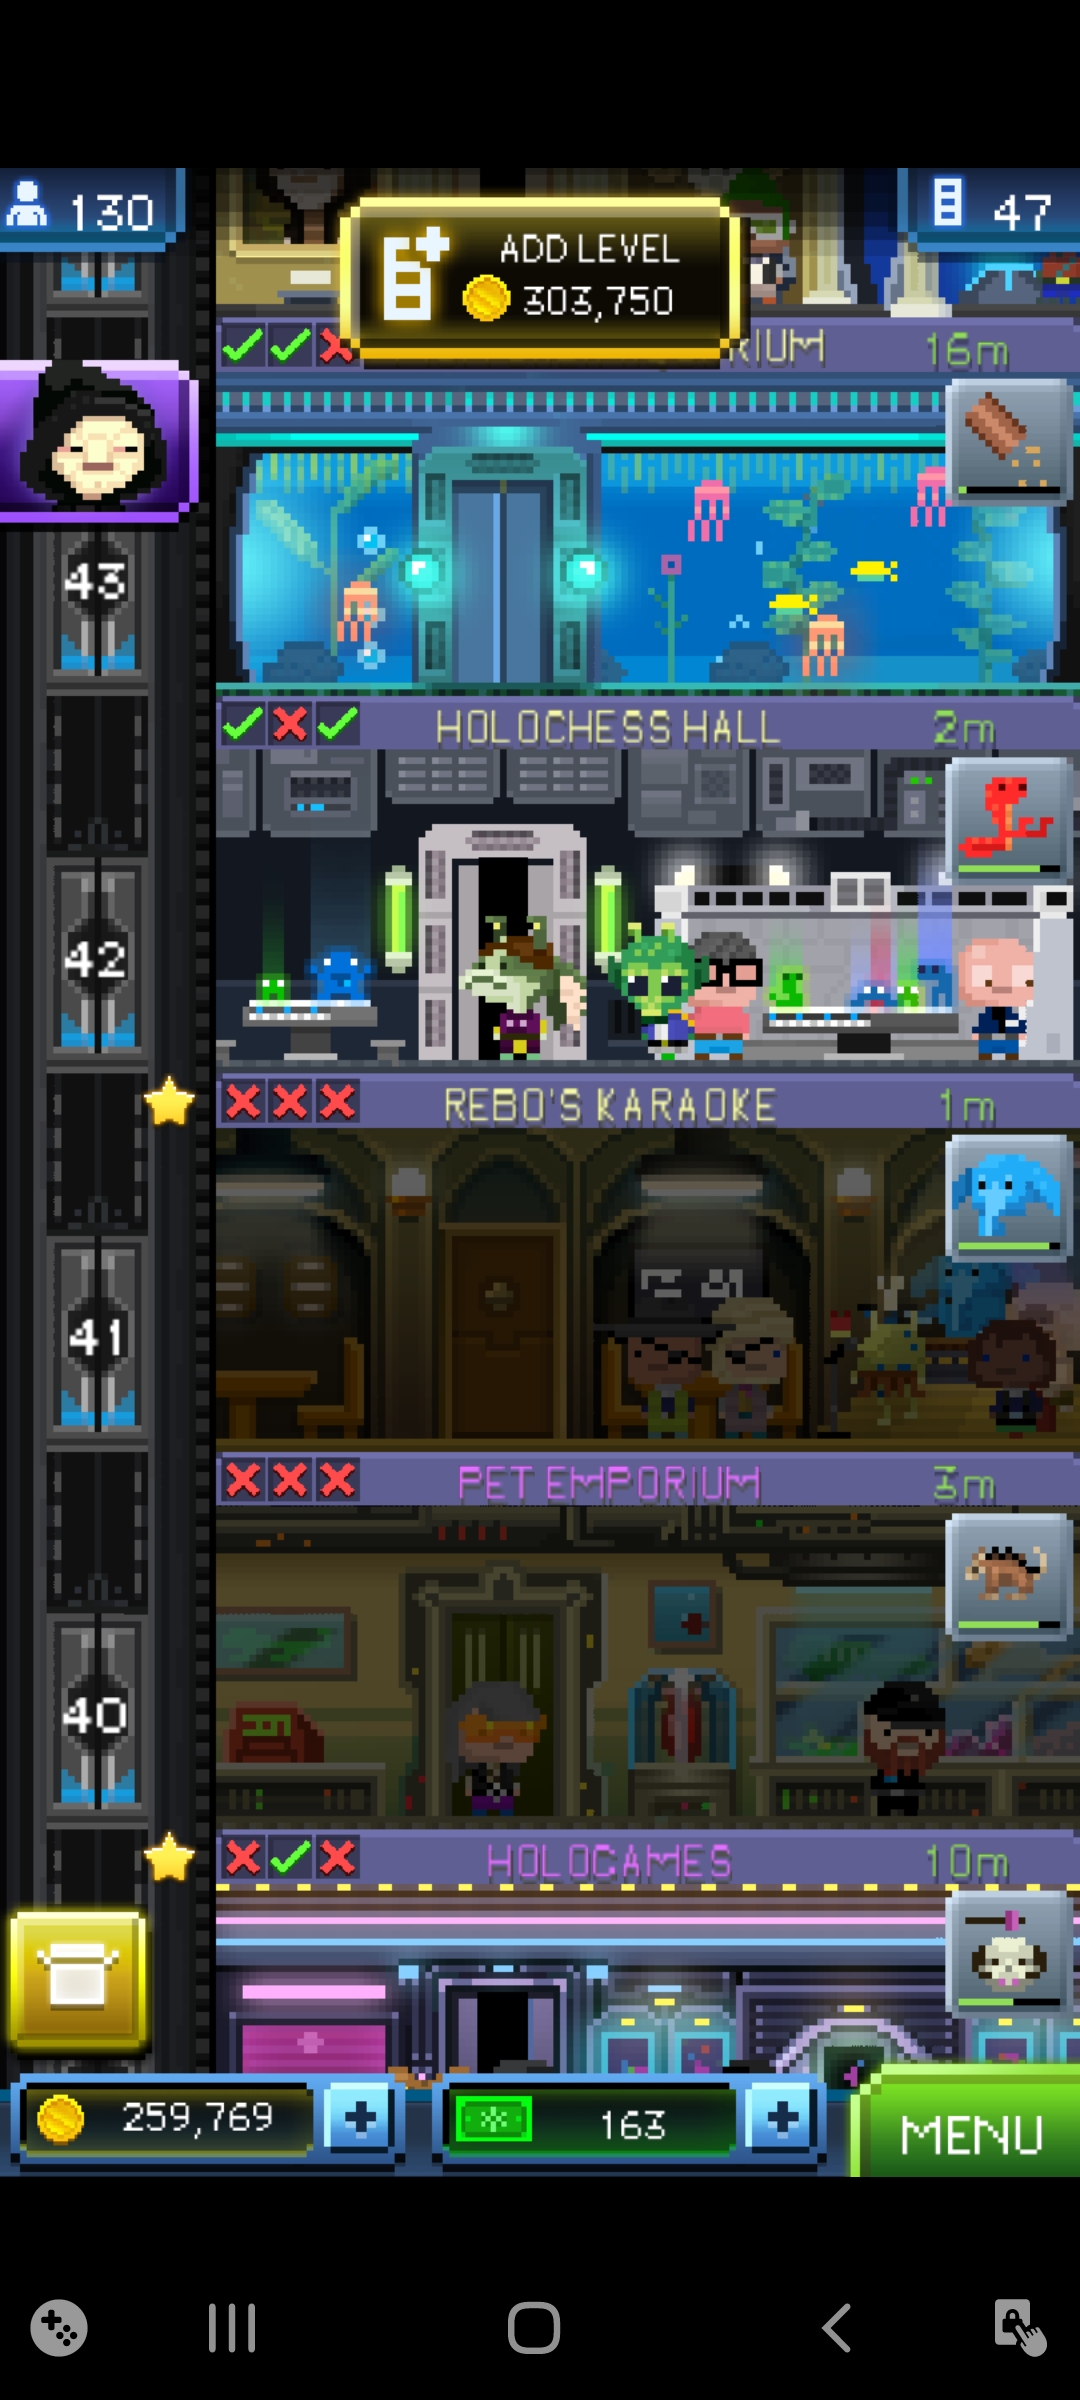 130
ADD LEVEL
303,750
47
16m
43
HOLOCHESS HALL
2m
42
REBO'S KARAOKE
1m
41
PET EMPORIUM
3m
40
HOLOGAMES
10m
259,769
163
MENU